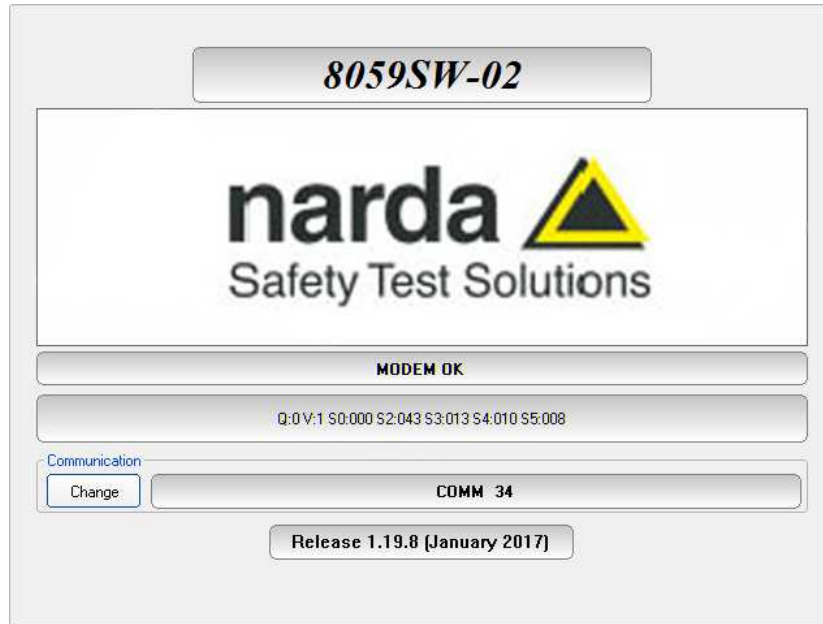 8059SW-02
narda
Safety Test Solutions
MODEM OK
Q:0 V:1 S0:000 S2:043 S3:013 S4:010 S5:008
Communication
Change
COMM 34
Release 1.19.8 (January 2017)